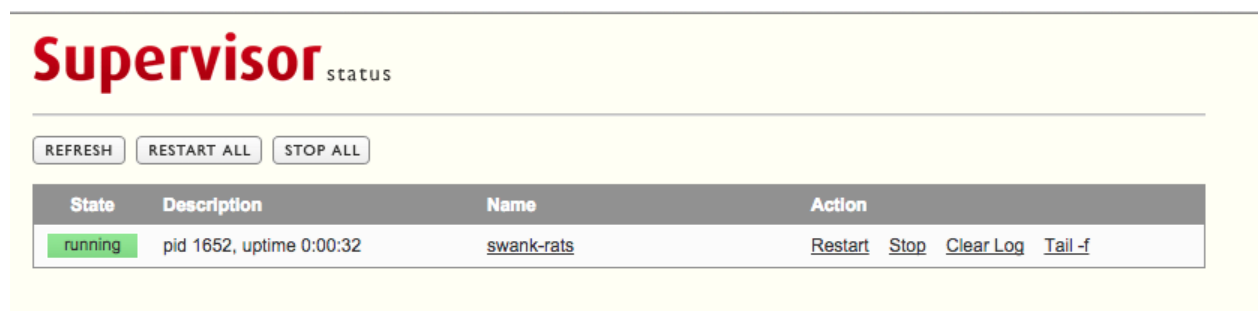 Supervisor status
REFRESH RESTART ALL STOP ALL
State Description Name Action
running pid 1652, uptime 0:00:32 swank-rats Restart Stop Clear Log Tail -f